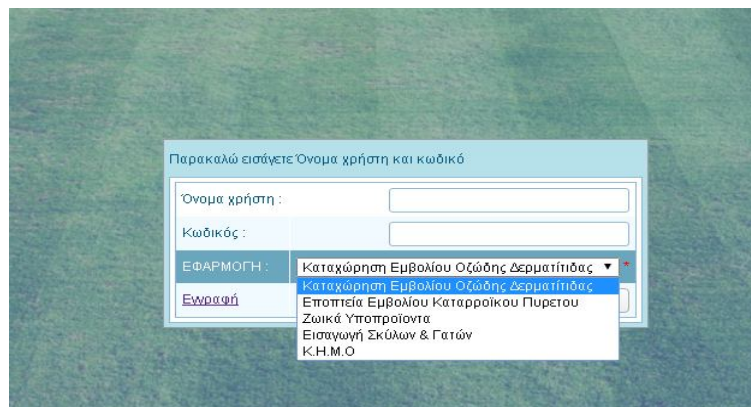 Παρακαλώ εισάγετε Όνομα χρήστη και κωδικό
Όνομα χρήστη :
Κωδικός :
ΕΦΑΡΜΟΓΗ : Καταχώρηση Εμβολίου Οζώδης Δερματίτιδας *
Καταχώρηση Εμβολίου Οζώδης Δερματίτιδας
Εγγραφή Εποπτεία Εμβολίου Καταρροϊκου Πυρετου
Ζωικά Υποπροϊοντα
Εισαγωγή Σκύλων & Γατών
Κ.Η.Μ.Ο